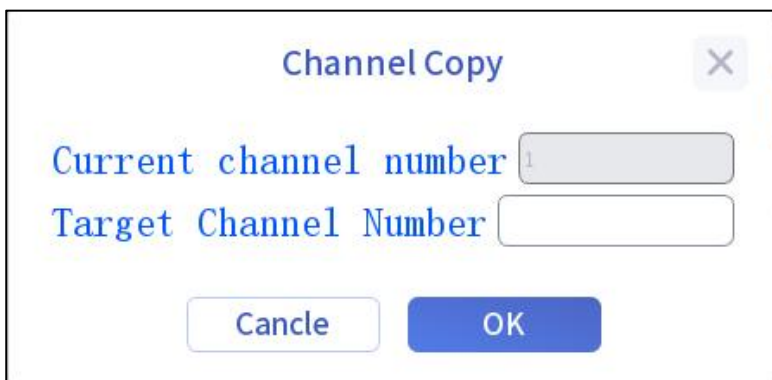 Channel Copy
Current channel number 1
Target Channel Number
Cancle OK